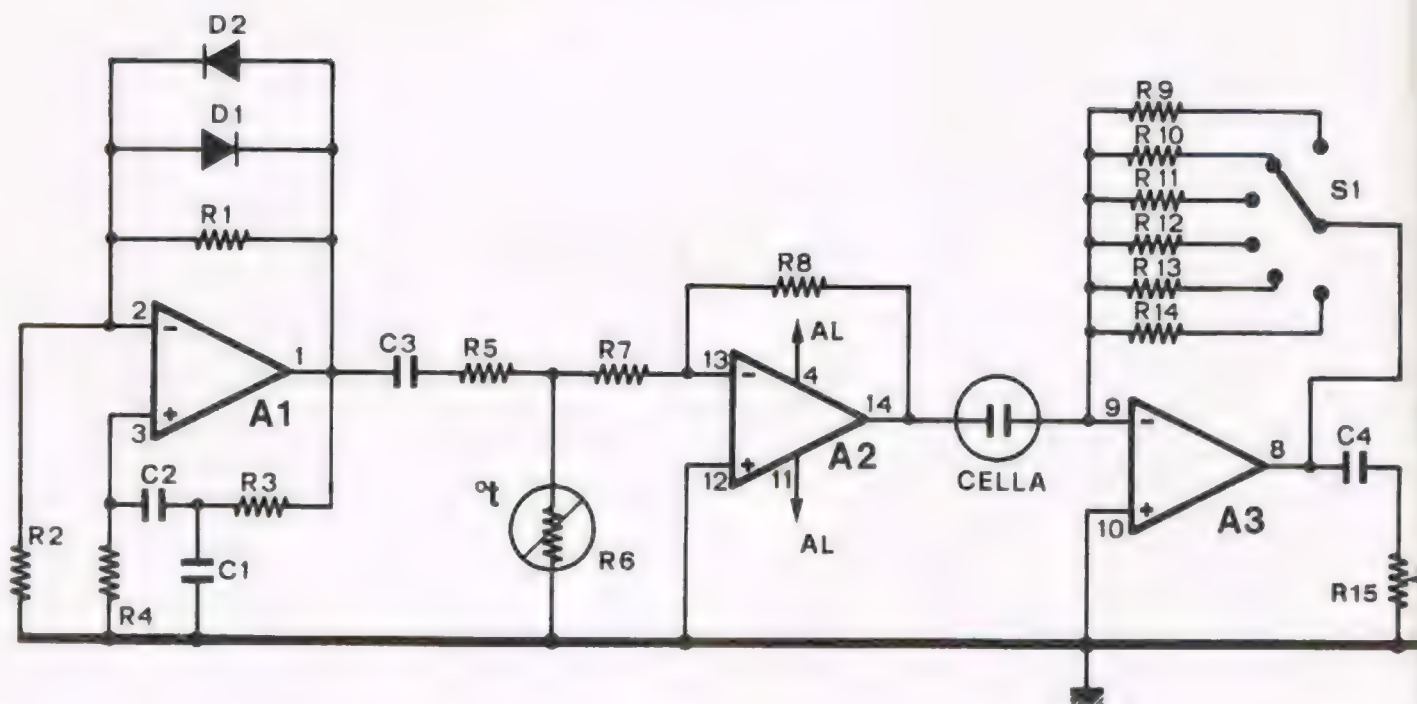 D2
D1
R1
2
-
1
+
3
A1
C2
R3
R2
R4
C1
C3
R5
R7
°t
R6
R8
AL
4
13
-
14
12
+
11
A2
AL
CELLA
R9
R10
R11
R12
R13
R14
S1
9
-
8
+
10
A3
C4
R15